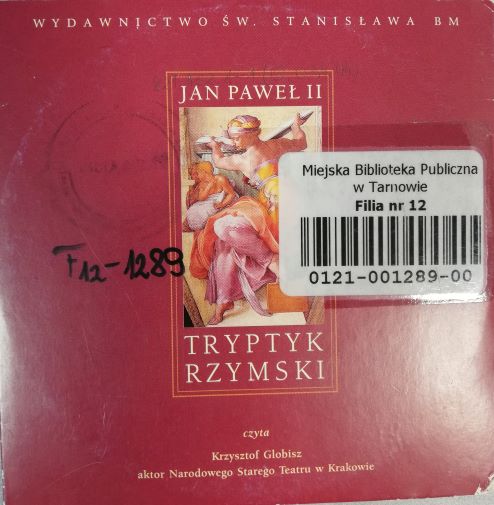 WYDAWNICTWO ŚW. STANISŁAWA BM
JAN PAWEŁ II
Miejska Biblioteka Publiczna
w Tarnowie
Filia nr 12
0121-001289-00
F12-1289
TRYPTYK
RZYMSKI
czyta
Krzysztof Globisz
aktor Narodowego Starego Teatru w Krakowie